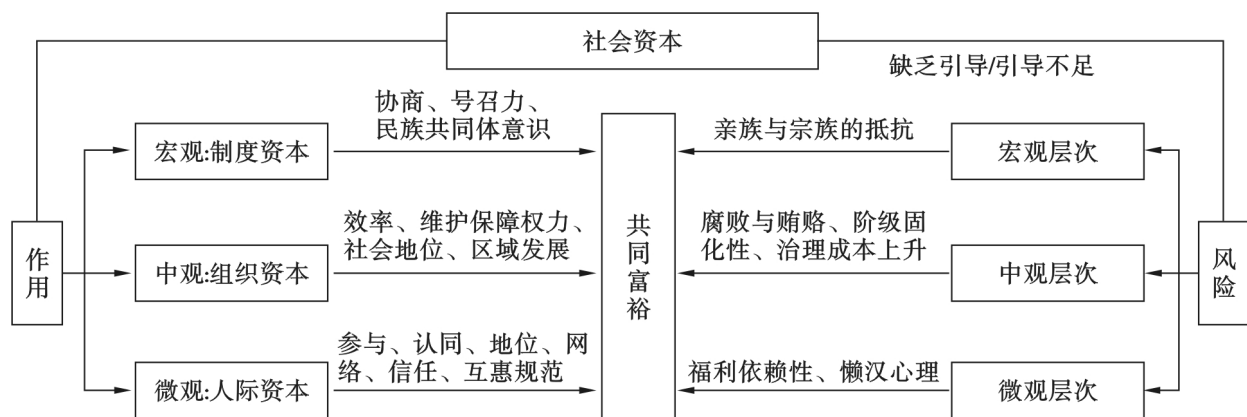 社会资本
缺乏引导/引导不足
协商、号召力、
民族共同体意识
亲族与宗族的抵抗
宏观:制度资本
宏观层次
效率、维护保障权力、
社会地位、区域发展
腐败与贿赂、阶级固
化性、治理成本上升
作用
中观:组织资本
共同富裕
中观层次
风险
参与、认同、地位、网
络、信任、互惠规范
福利依赖性、懒汉心理
微观:人际资本
微观层次